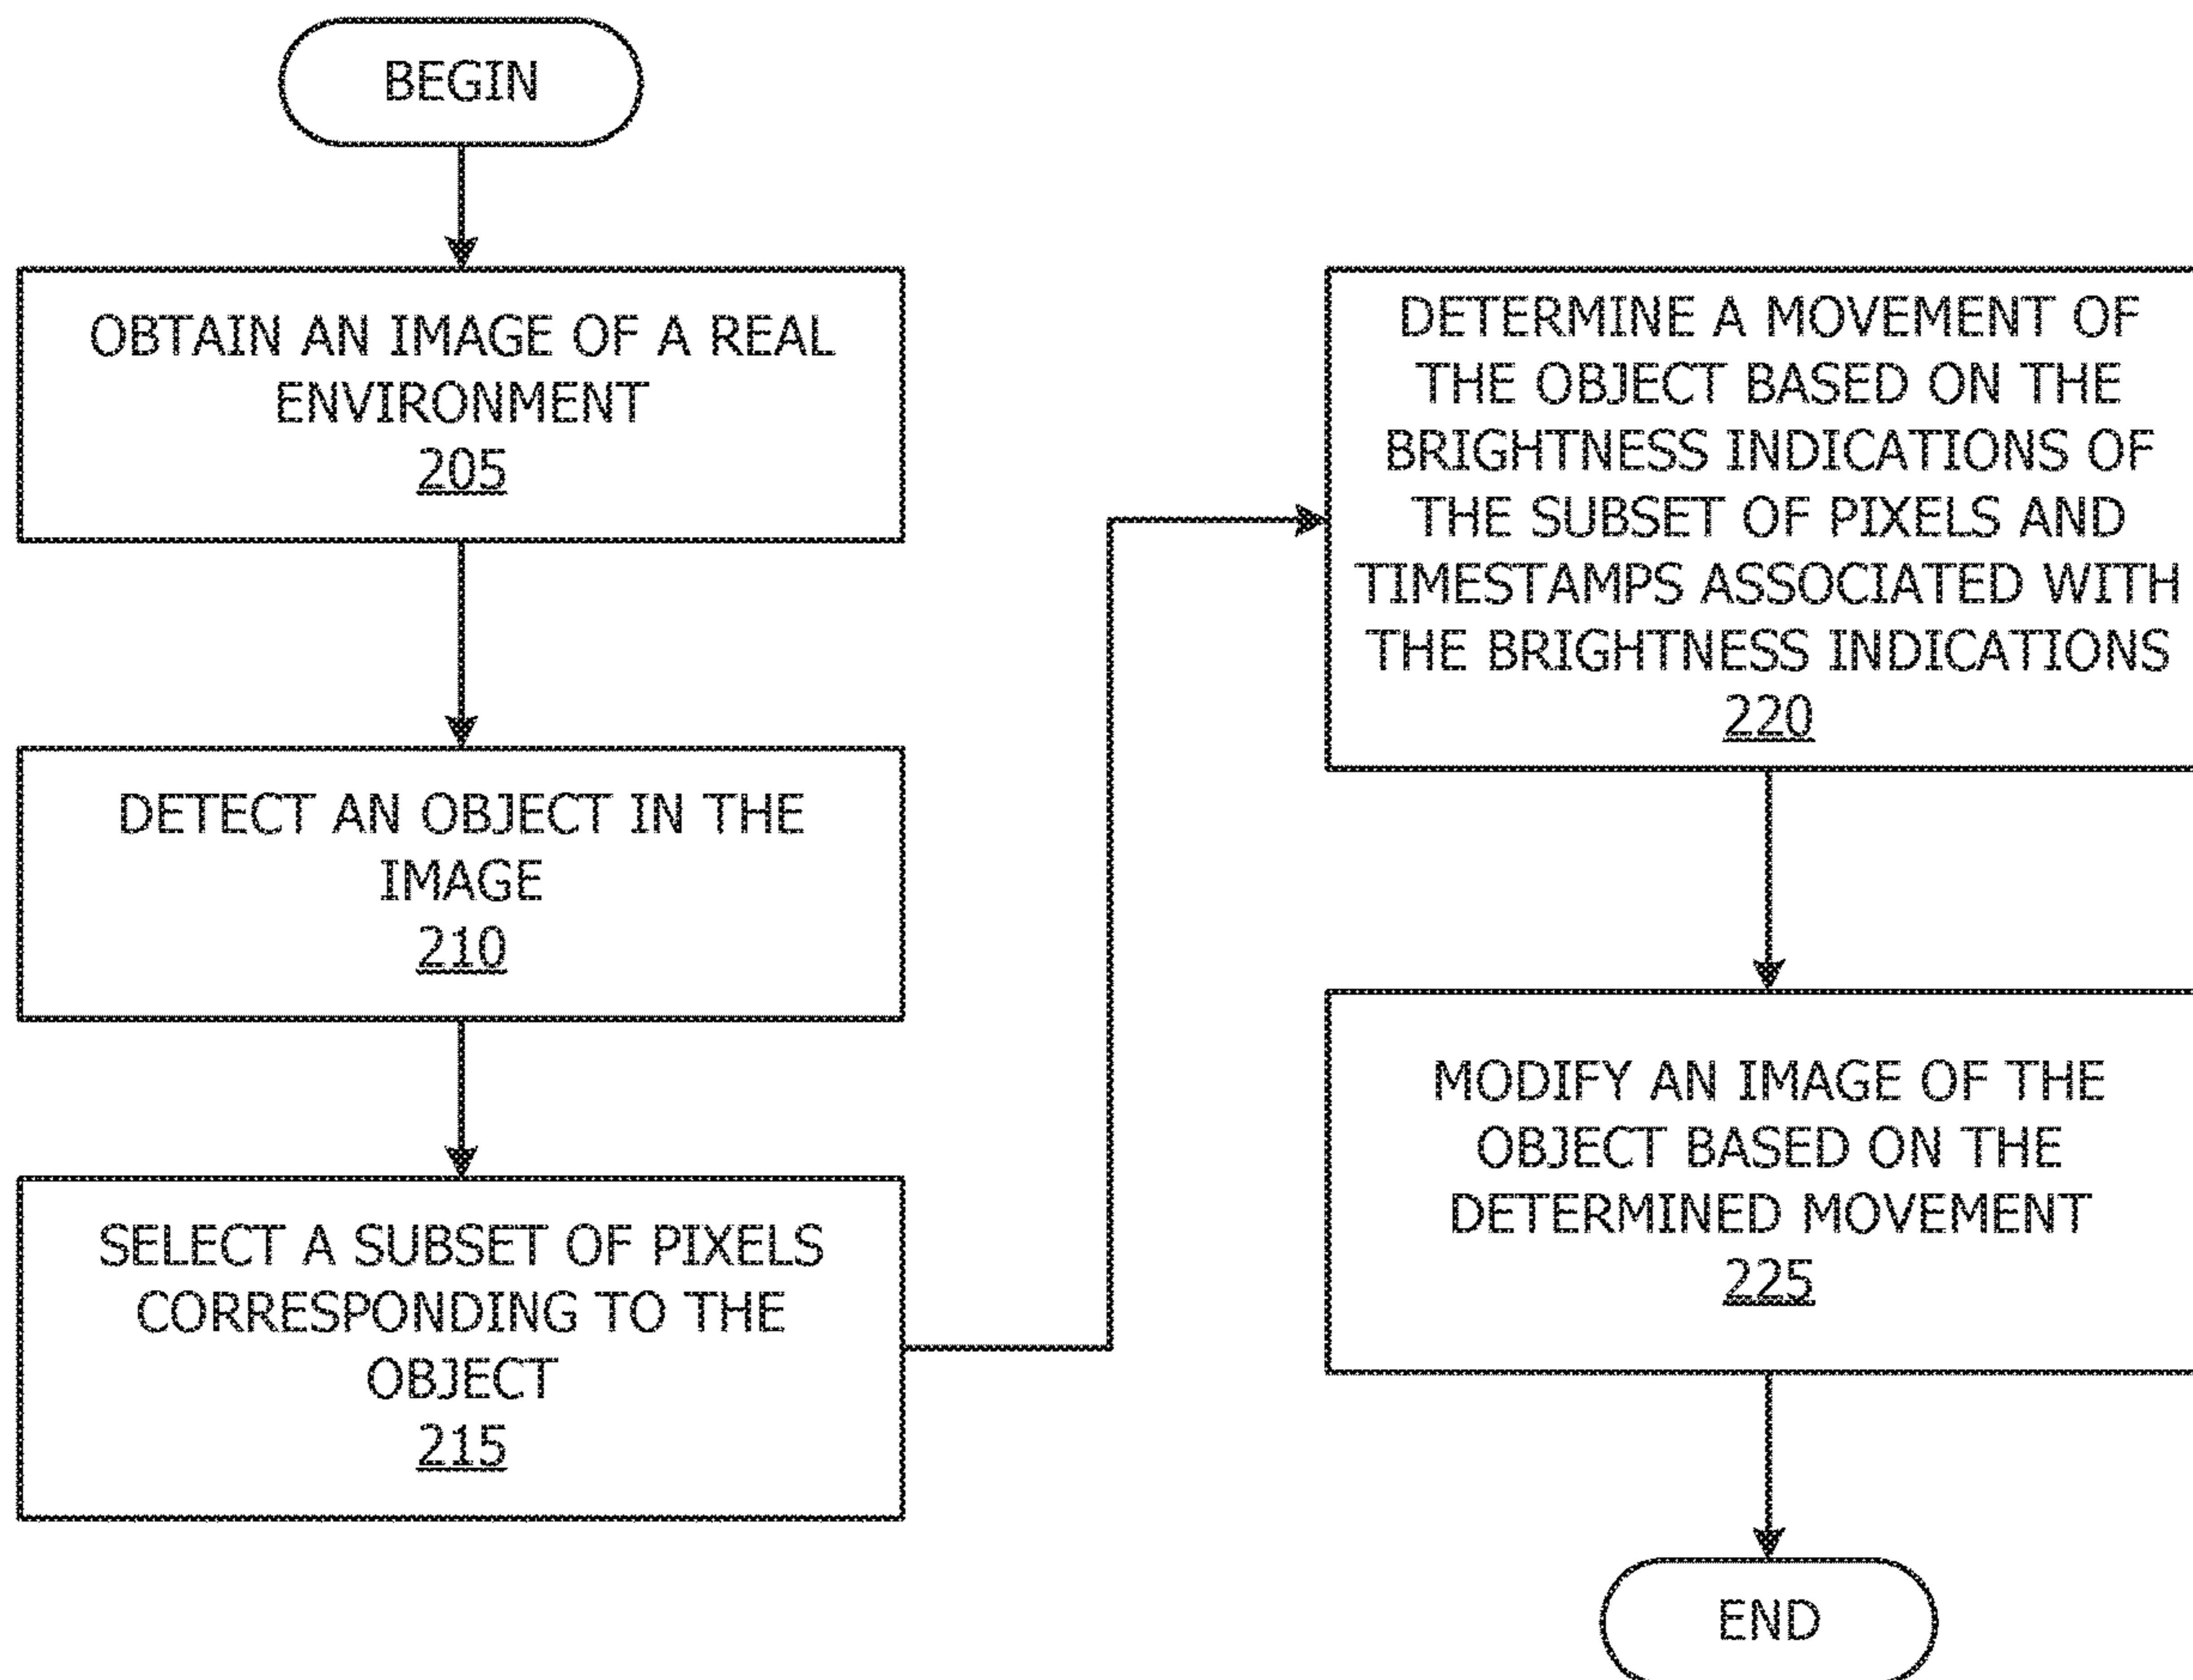 BEGIN
OBTAIN AN IMAGE OF A REAL
ENVIRONMENT
205
DETECT AN OBJECT IN THE
IMAGE
210
SELECT A SUBSET OF PIXELS
CORRESPONDING TO THE
OBJECT
215
DETERMINE A MOVEMENT OF
THE OBJECT BASED ON THE
BRIGHTNESS INDICATIONS OF
THE SUBSET OF PIXELS AND
TIMESTAMPS ASSOCIATED WITH
THE BRIGHTNESS INDICATIONS
220
MODIFY AN IMAGE OF THE
OBJECT BASED ON THE
DETERMINED MOVEMENT
225
END